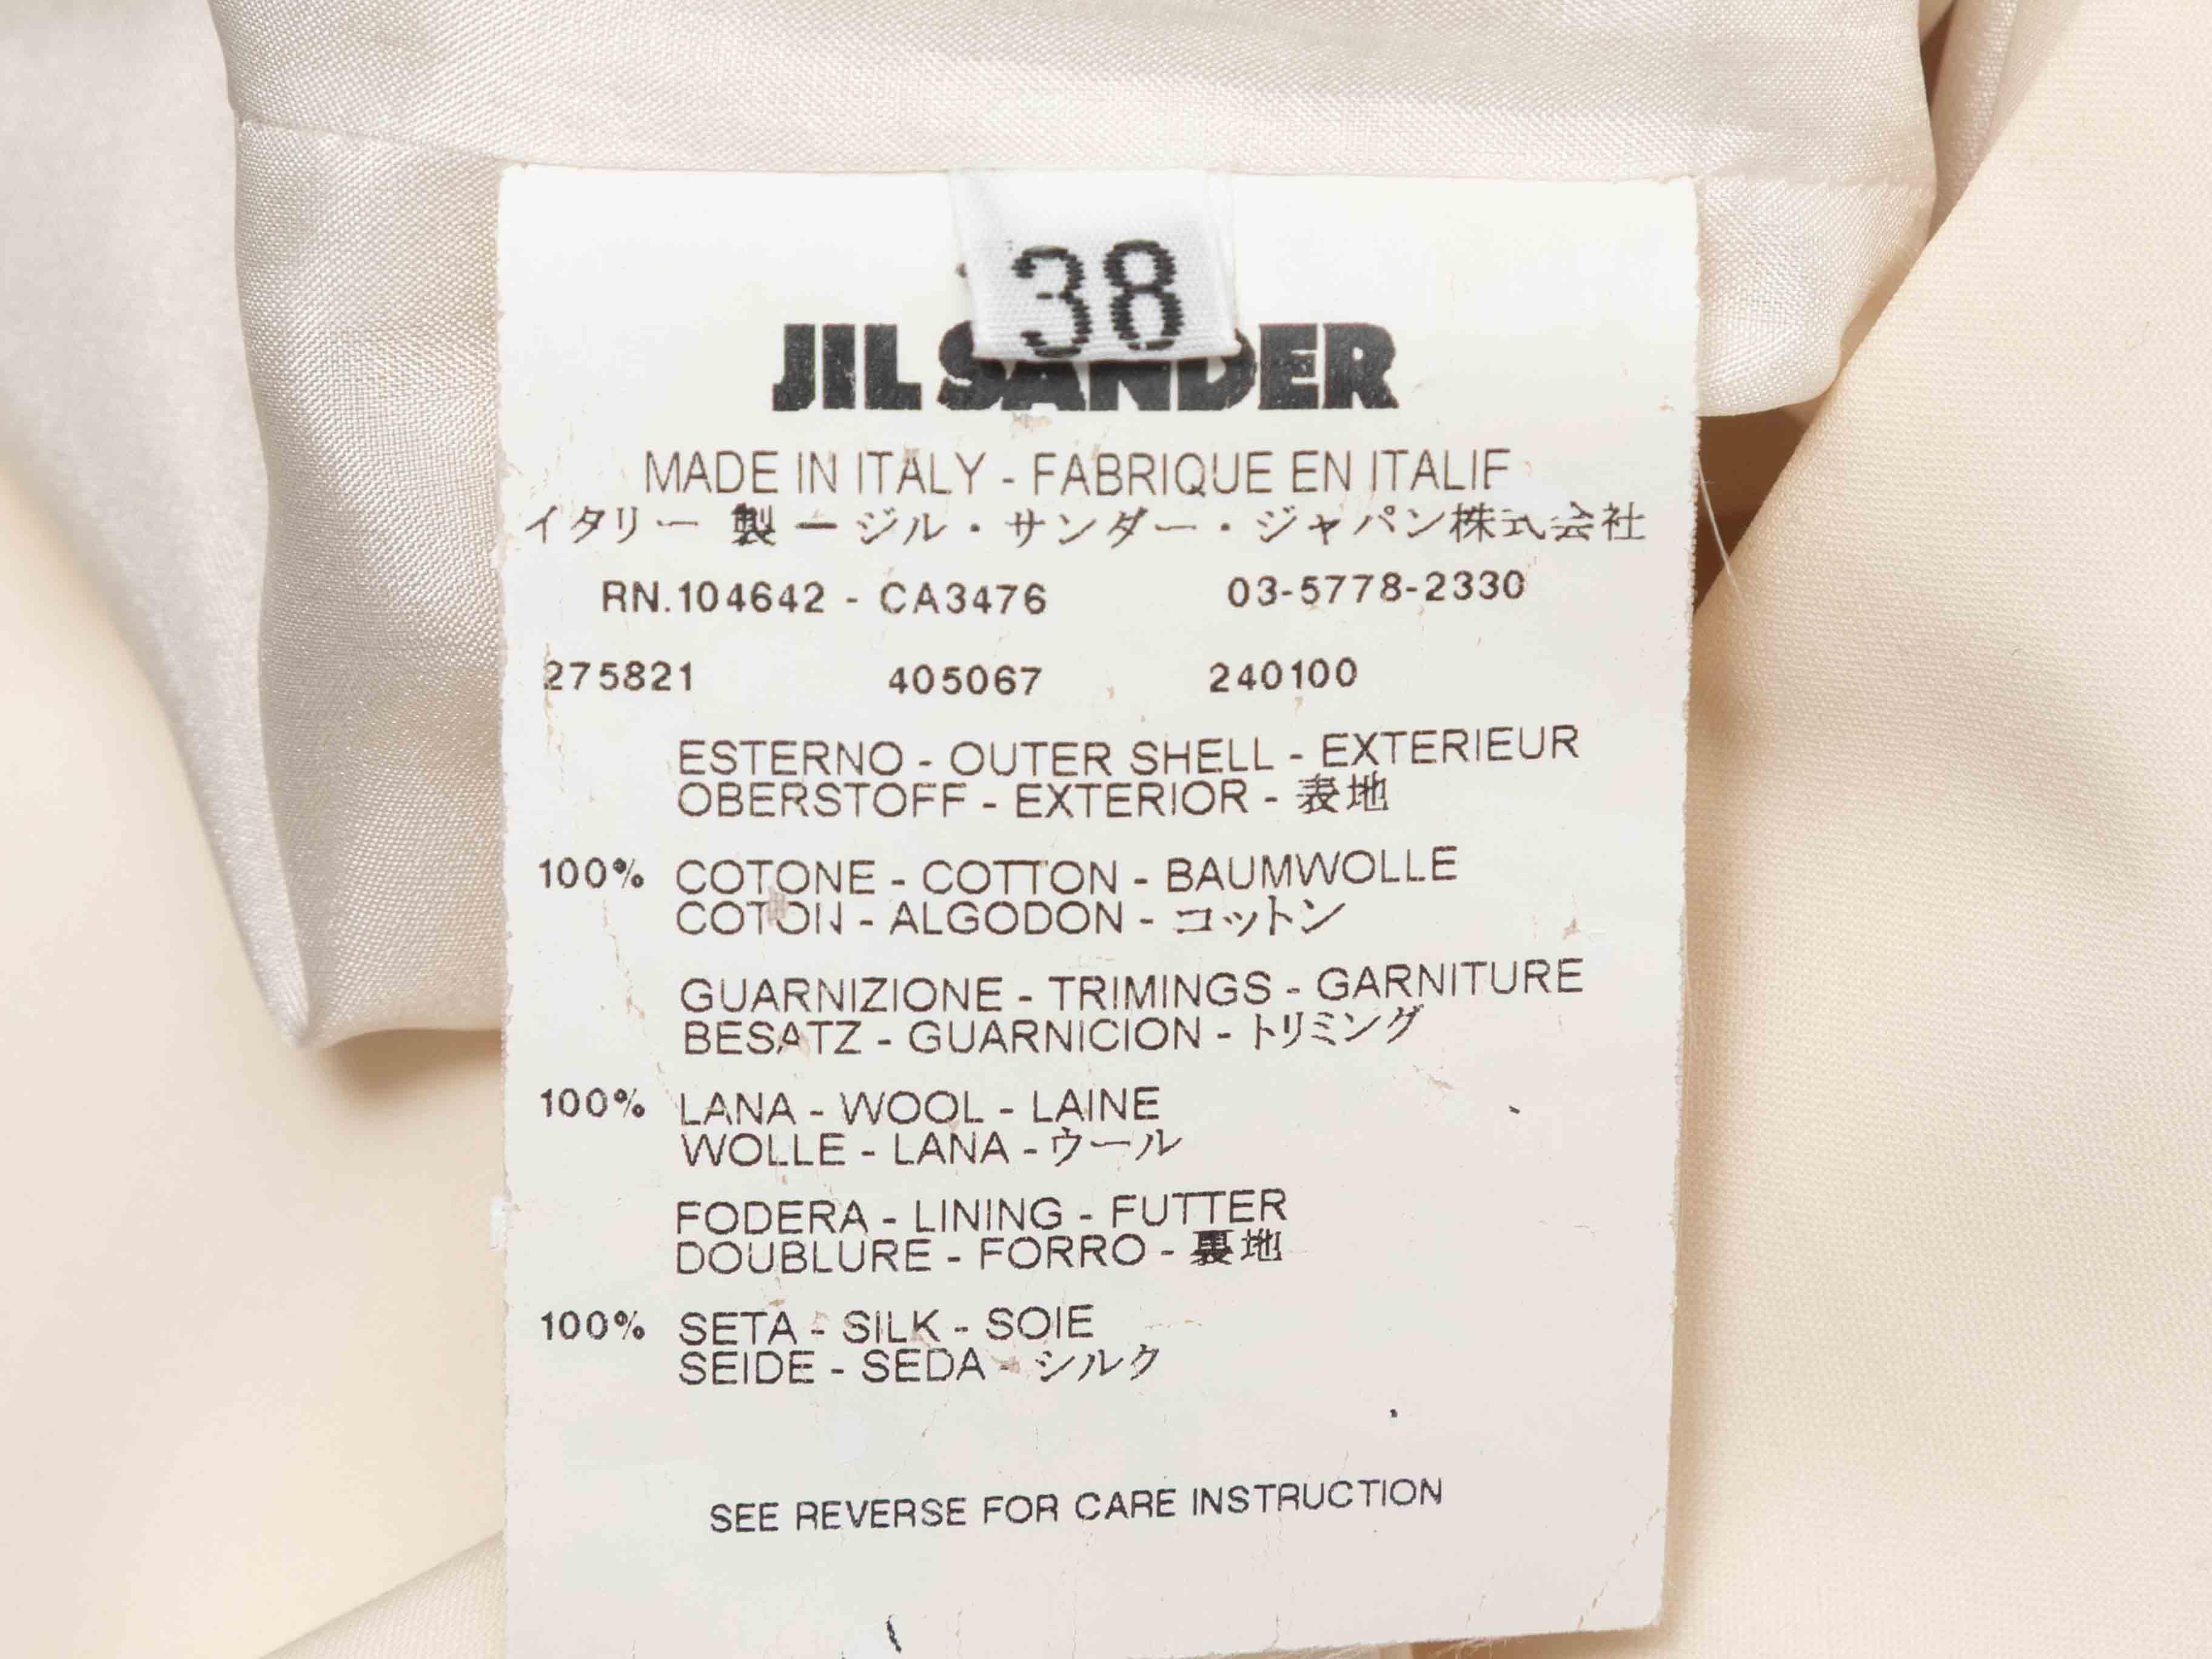 38
JIL SANDER
MADE IN ITALY - FABRIQUE EN ITALIE
イタリー 製 ー ジル・サンダー・ジャパン株式会社
RN.104642 - CA3476 03-5778-2330
275821 405067 240100
ESTERNO - OUTER SHELL - EXTERIEUR
OBERSTOFF - EXTERIOR - 表地
100% COTONE - COTTON - BAUMWOLLE
COTON - ALGODON - コットン
GUARNIZIONE - TRIMINGS - GARNITURE
BESATZ - GUARNICION - トリミング
100% LANA - WOOL - LAINE
WOLLE - LANA - ウール
FODERA - LINING - FUTTER
DOUBLURE - FORRO - 裏地
100% SETA - SILK - SOIE
SEIDE - SEDA - シルク
SEE REVERSE FOR CARE INSTRUCTION